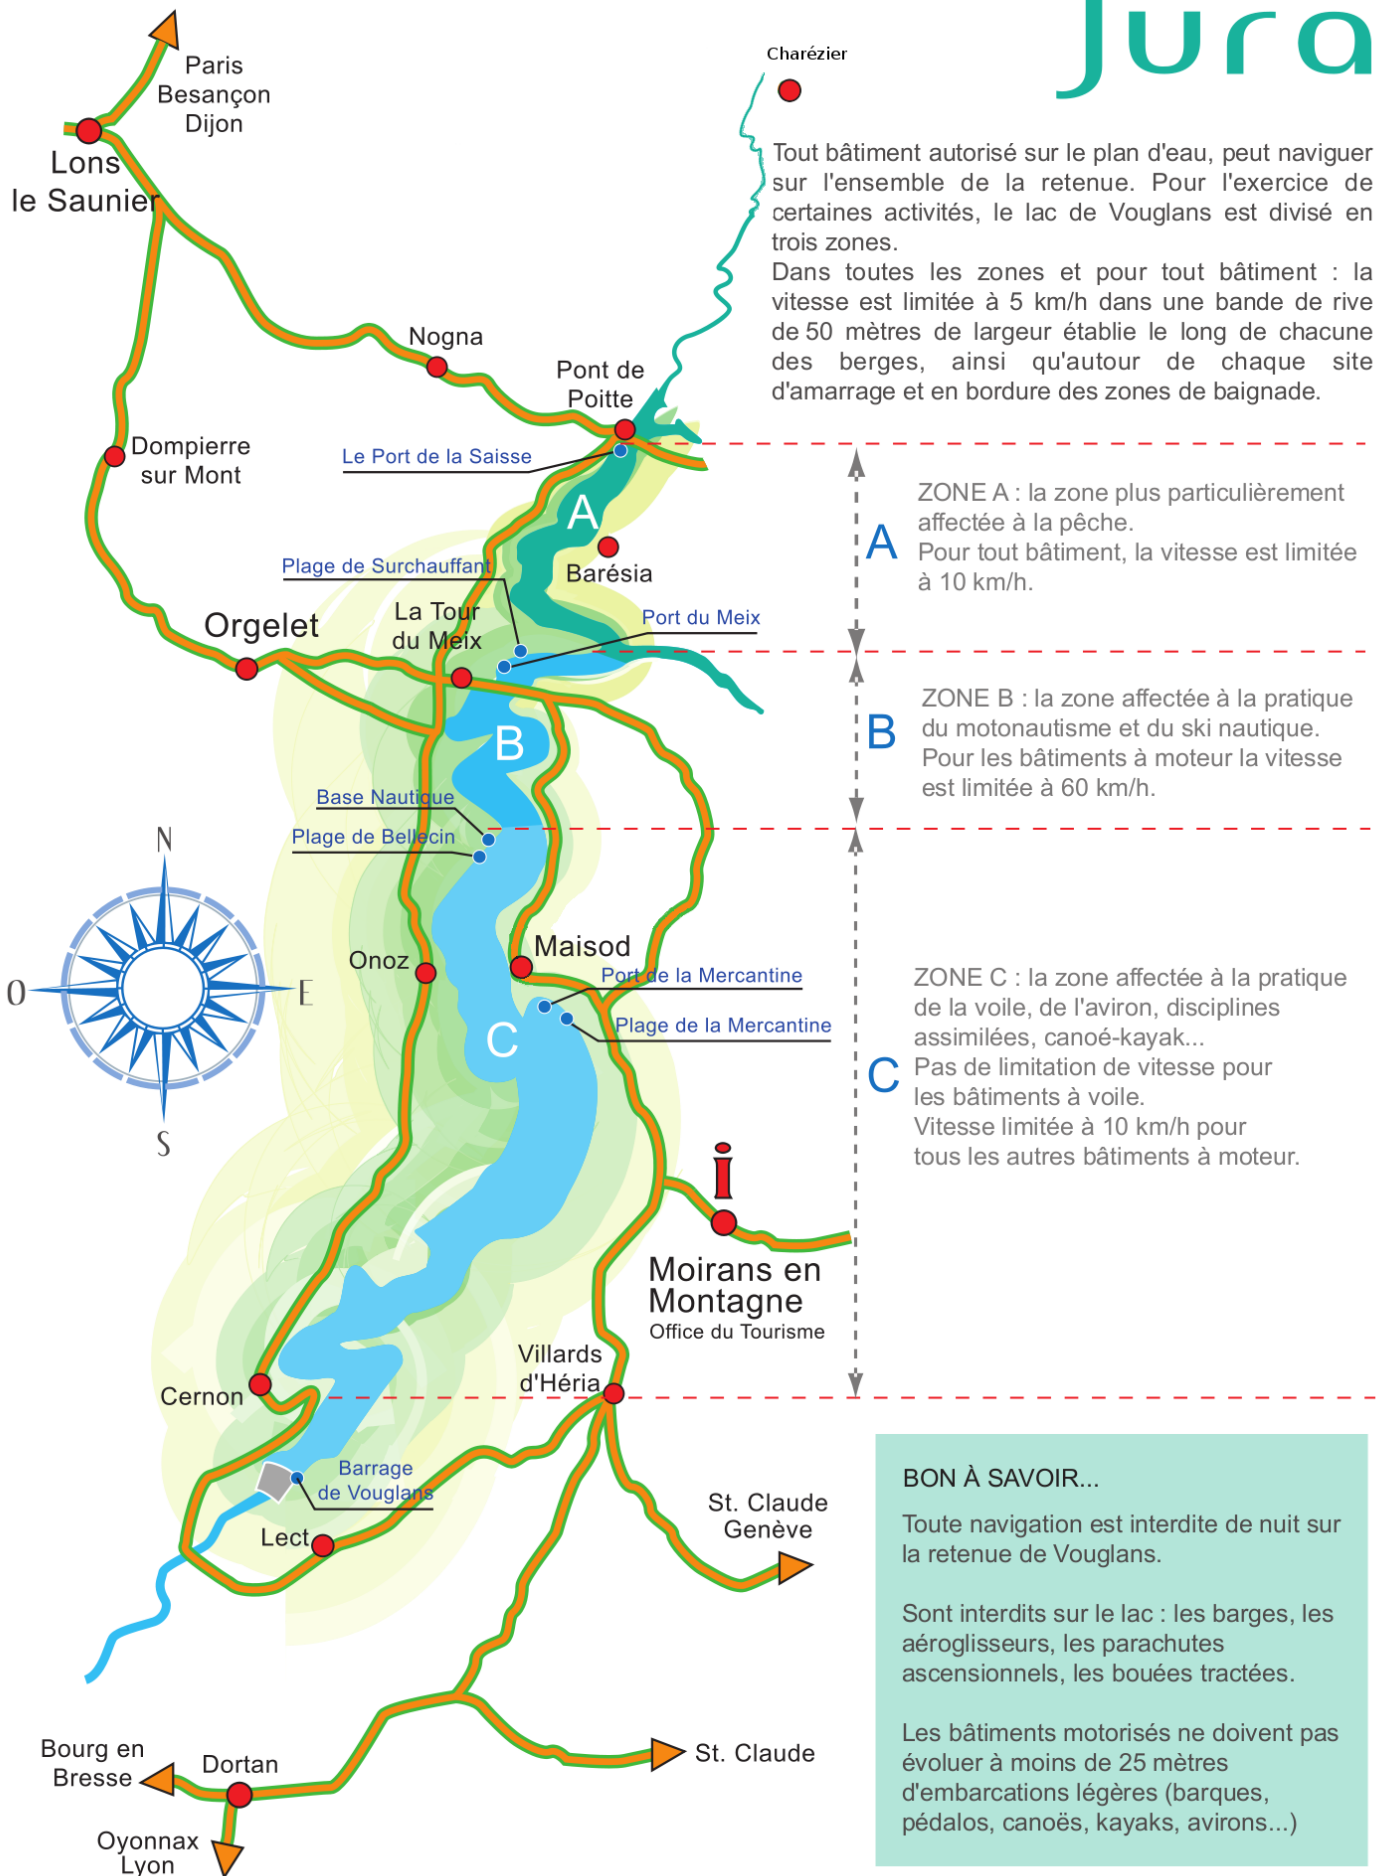 Jura
Charézier
Paris
Besançon
Dijon
Lons
le Saunier
Tout bâtiment autorisé sur le plan d'eau, peut naviguer
sur l'ensemble de la retenue. Pour l'exercice de
certaines activités, le lac de Vouglans est divisé en
trois zones.
Dans toutes les zones et pour tout bâtiment : la
vitesse est limitée à 5 km/h dans une bande de rive
de 50 mètres de largeur établie le long de chacune
des berges, ainsi qu'autour de chaque site
d'amarrage et en bordure des zones de baignade.
Nogna
Pont de
Poitte
Dompierre
sur Mont
Le Port de la Saisse
A
Barésia
Plage de Surchauffant
La Tour
du Meix
Port du Meix
Orgelet
A
ZONE A : la zone plus particulièrement
affectée à la pêche.
Pour tout bâtiment, la vitesse est limitée
à 10 km/h.
B
B
ZONE B : la zone affectée à la pratique
du motonautisme et du ski nautique.
Pour les bâtiments à moteur la vitesse
est limitée à 60 km/h.
Base Nautique
Plage de Bellecin
N
O
E
S
Onoz
Maisod
Port de la Mercantine
Plage de la Mercantine
C
C
ZONE C : la zone affectée à la pratique
de la voile, de l'aviron, disciplines
assimilées, canoé-kayak...
Pas de limitation de vitesse pour
les bâtiments à voile.
Vitesse limitée à 10 km/h pour
tous les autres bâtiments à moteur.
i
Moirans en
Montagne
Office du Tourisme
Villards
d'Héria
Cernon
Barrage
de Vouglans
Lect
St. Claude
Genève
BON À SAVOIR...
Toute navigation est interdite de nuit sur
la retenue de Vouglans.
Sont interdits sur le lac : les barges, les
aéroglisseurs, les parachutes
ascensionnels, les bouées tractées.
Les bâtiments motorisés ne doivent pas
évoluer à moins de 25 mètres
d'embarcations légères (barques,
pédalos, canoës, kayaks, avirons...)
St. Claude
Bourg en
Bresse
Dortan
Oyonnax
Lyon